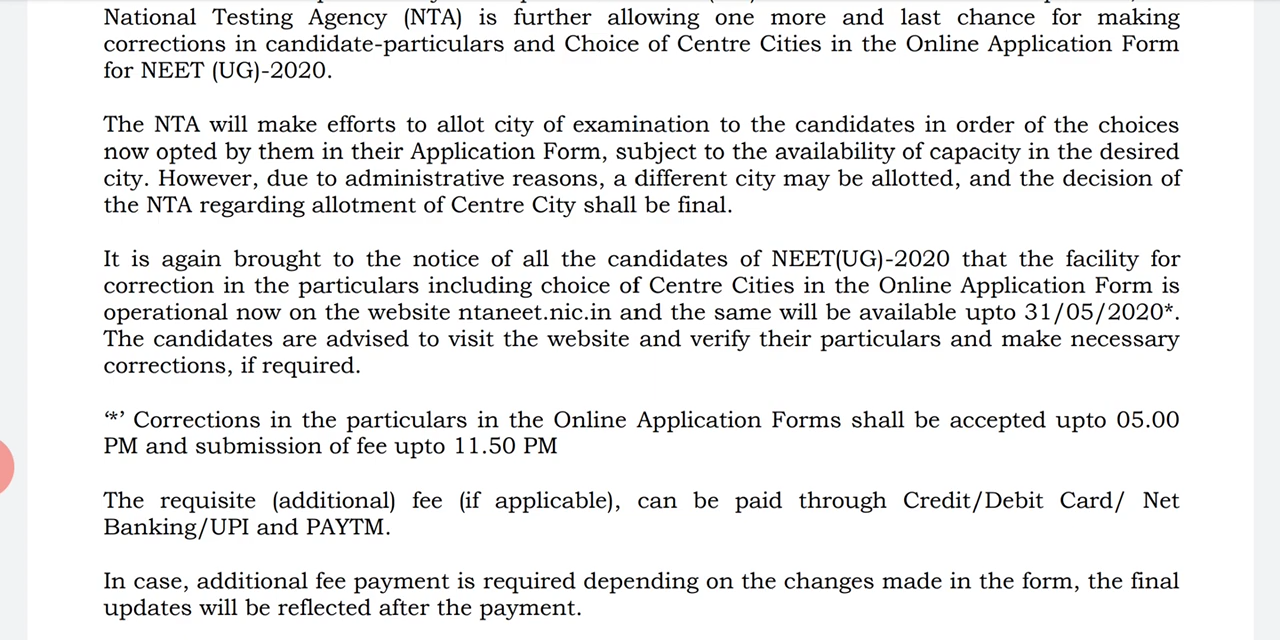 National Testing Agency (NTA) is further allowing one more and last chance for making
corrections in candidate-particulars and Choice of Centre Cities in the Online Application Form
for NEET (UG)-2020.
The NTA will make efforts to allot city of examination to the candidates in order of the choices
now opted by them in their Application Form, subject to the availability of capacity in the desired
city. However, due to administrative reasons, a different city may be allotted, and the decision of
the NTA regarding allotment of Centre City shall be final.
It is again brought to the notice of all the candidates of NEET(UG)-2020 that the facility for
correction in the particulars including choice of Centre Cities in the Online Application Form is
operational now on the website ntaneet.nic.in and the same will be available upto 31/05/2020*.
The candidates are advised to visit the website and verify their particulars and make necessary
corrections, if required.
‘*’ Corrections in the particulars in the Online Application Forms shall be accepted upto 05.00
PM and submission of fee upto 11.50 PM
The requisite (additional) fee (if applicable), can be paid through Credit/Debit Card/ Net
Banking/UPI and PAYTM.
In case, additional fee payment is required depending on the changes made in the form, the final
updates will be reflected after the payment.